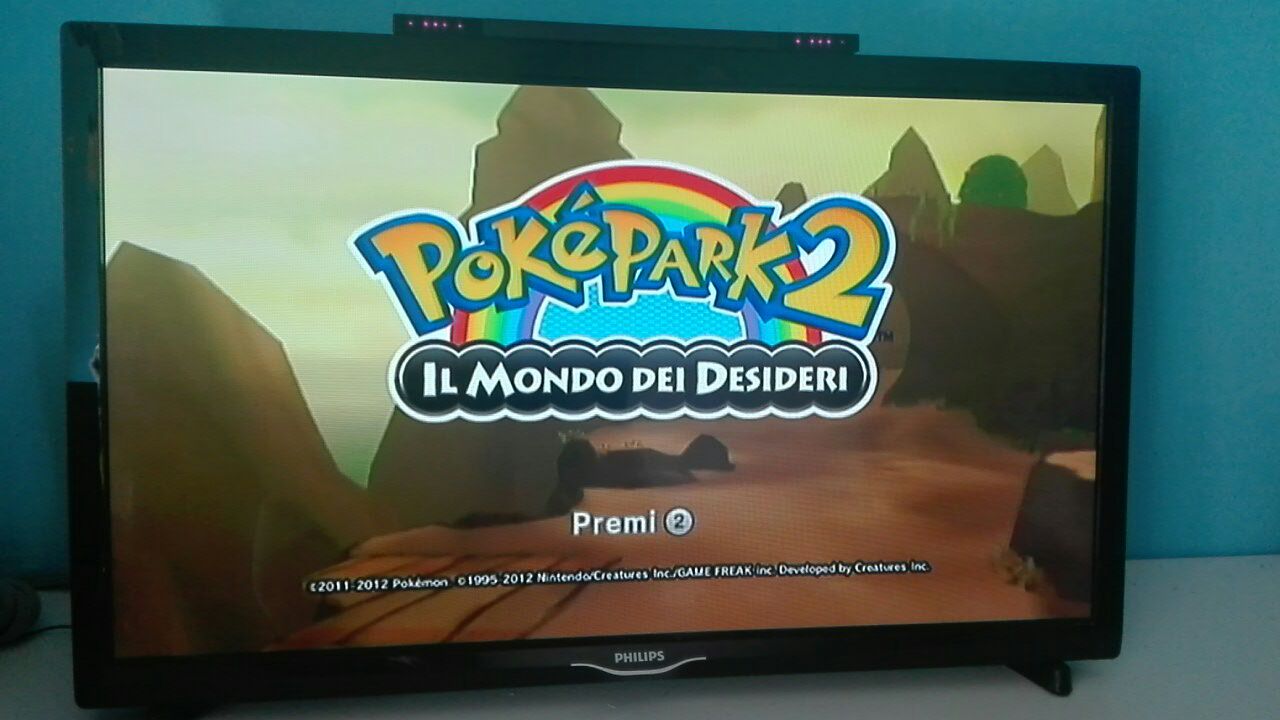 POKÉPARK 2
TM
IL MONDO DEI DESIDERI
Premi 2
©2011-2012 Pokémon ©1995-2012 Nintendo/Creatures Inc./GAME FREAK inc. Developed by Creatures Inc.
PHILIPS